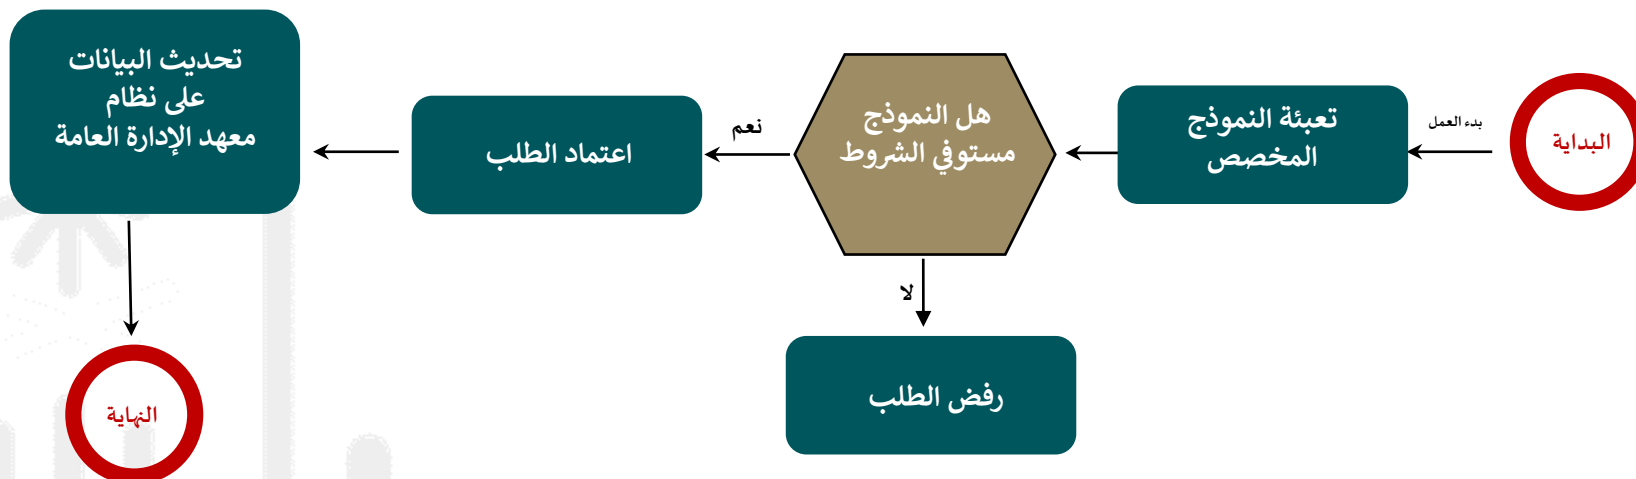 البداية
بدء العمل
تعبئة النموذج
المخصص
هل النموذج
مستوفي الشروط
نعم
اعتماد الطلب
تحديث البيانات
على نظام
معهد الإدارة العامة
لا
رفض الطلب
النهاية